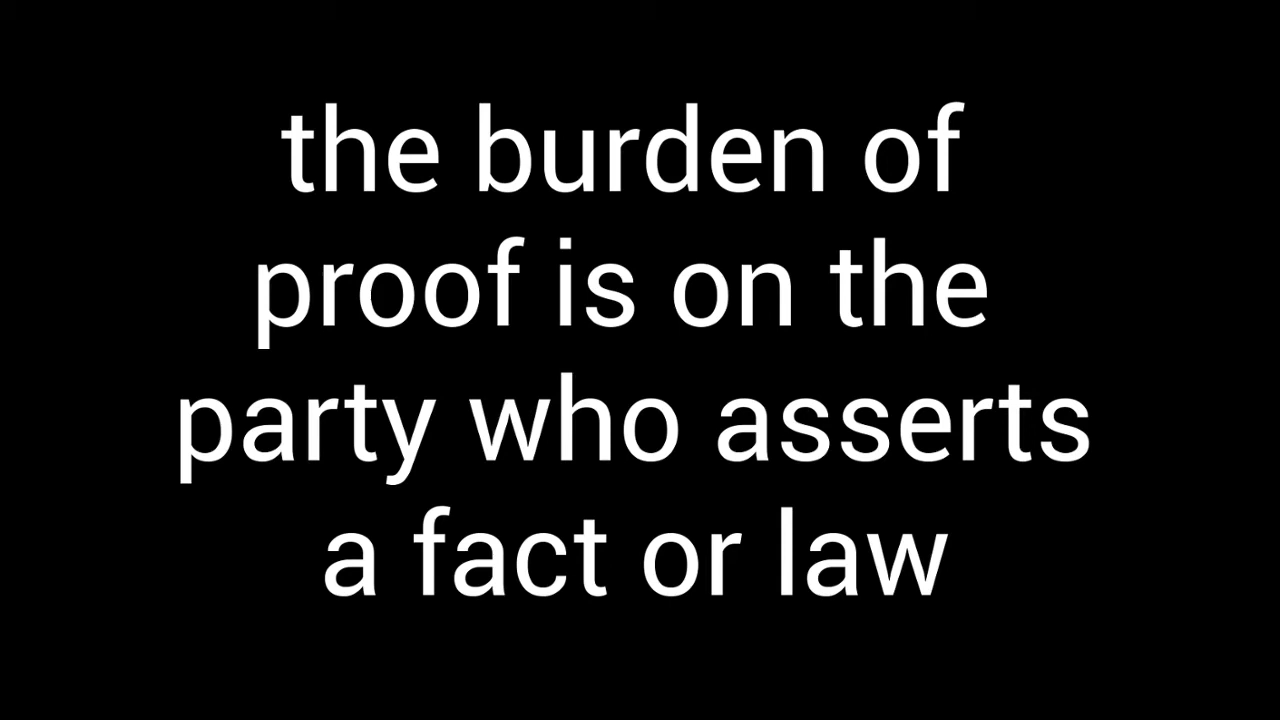 the burden of
proof is on the
party who asserts
a fact or law